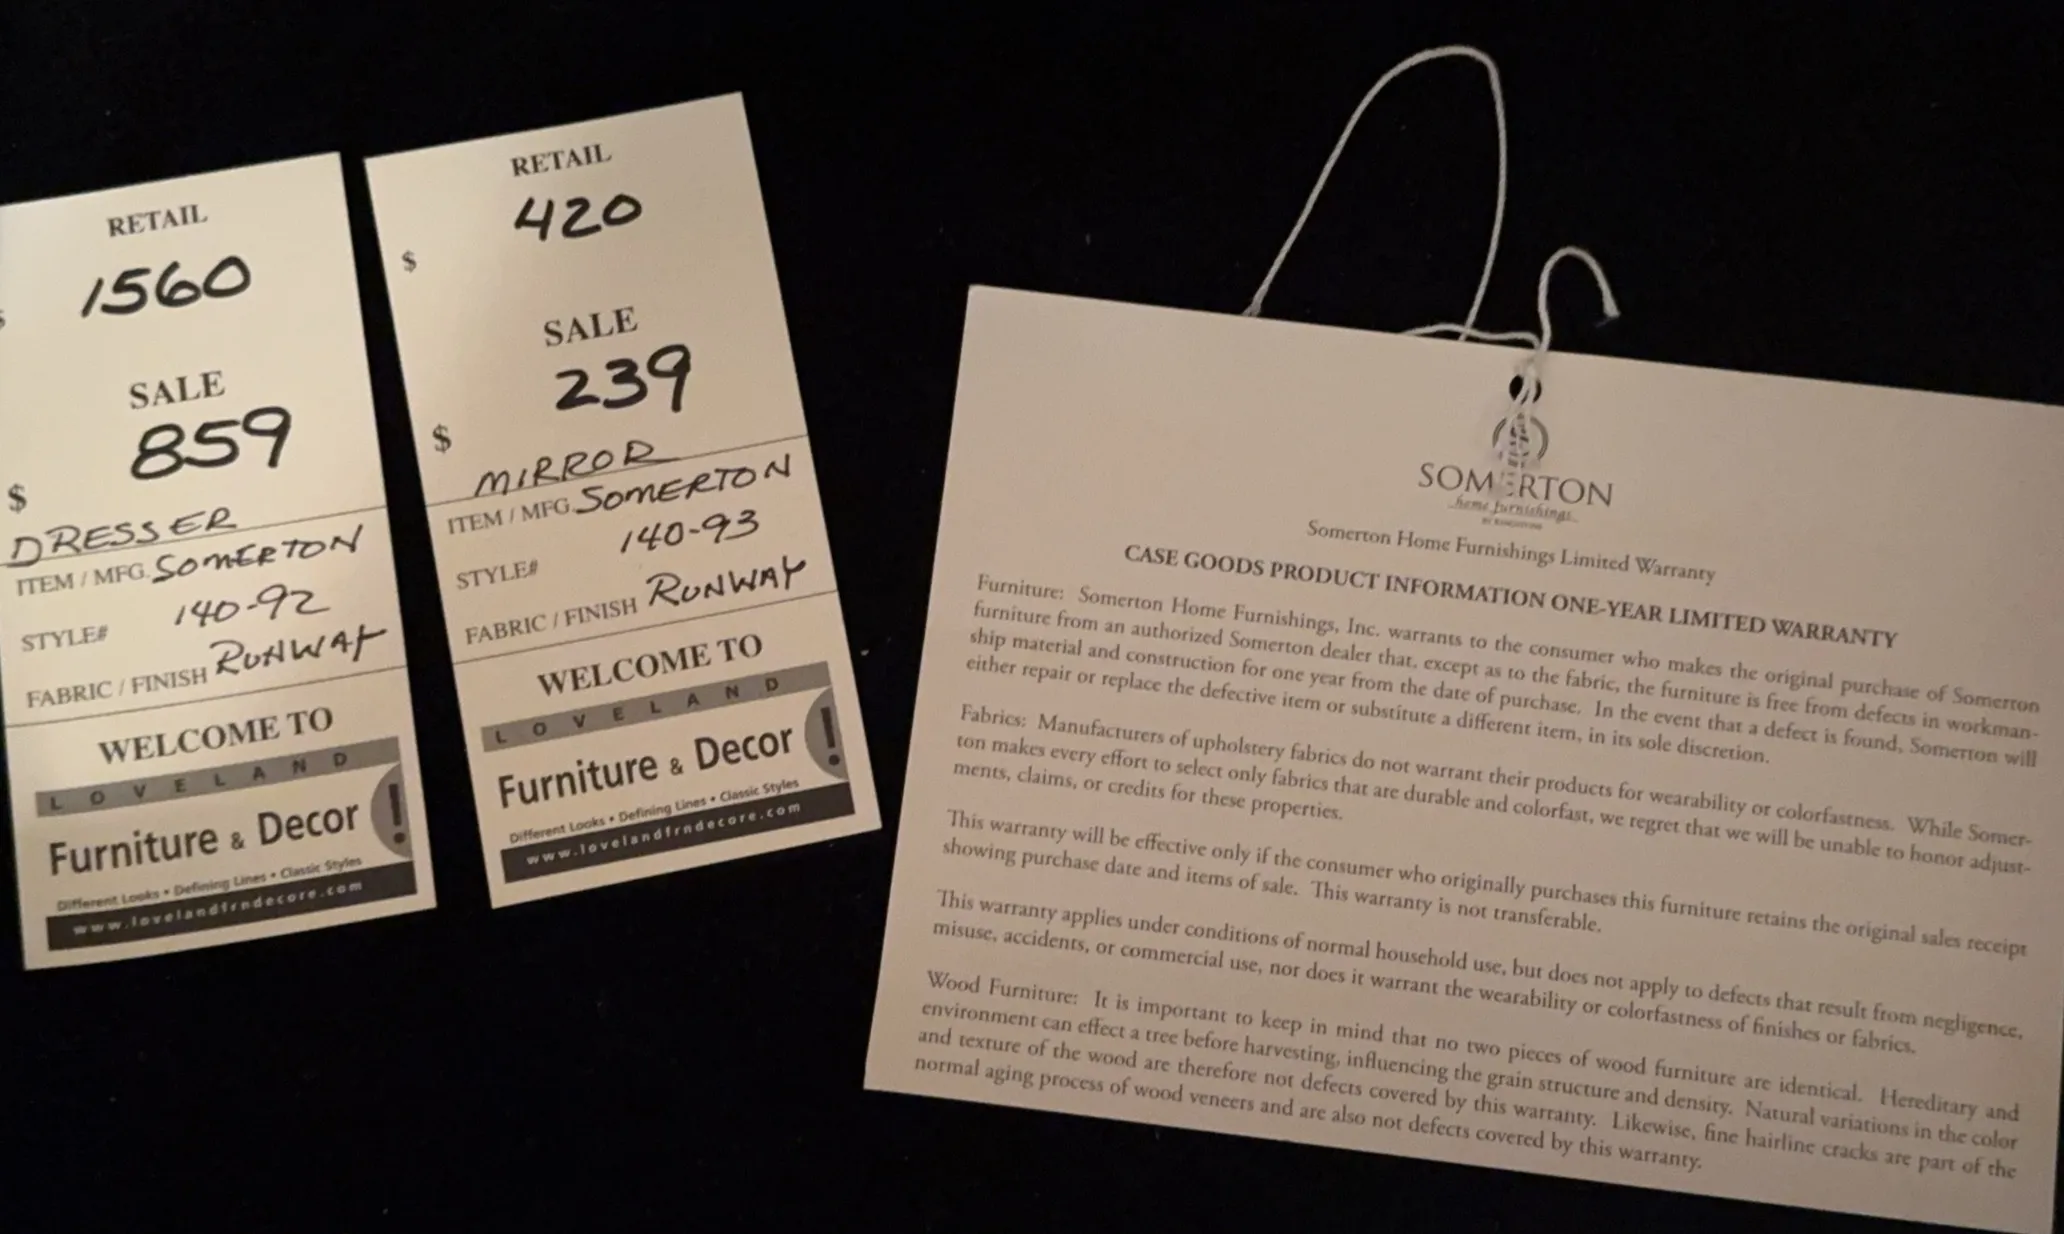 RETAIL
$ 1560
SALE
$ 859
DRESSER
ITEM / MFG. SOMERTON
STYLE# 140-92
FABRIC / FINISH RUNWAY
WELCOME TO
LOVELAND
Furniture & Decor!
Different Looks • Defining Lines • Classic Styles
www.lovelandfrndecore.com
RETAIL
$ 420
SALE
$ 239
MIRROR
ITEM / MFG. SOMERTON
STYLE# 140-93
FABRIC / FINISH RUNWAY
WELCOME TO
LOVELAND
Furniture & Decor!
Different Looks • Defining Lines • Classic Styles
www.lovelandfrndecore.com
SOMERTON
home furnishings
Somerton Home Furnishings Limited Warranty
CASE GOODS PRODUCT INFORMATION ONE-YEAR LIMITED WARRANTY
Furniture: Somerton Home Furnishings, Inc. warrants to the consumer who makes the original purchase of Somerton
furniture from an authorized Somerton dealer that, except as to the fabric, the furniture is free from defects in workman-
ship material and construction for one year from the date of purchase. In the event that a defect is found, Somerton will
either repair or replace the defective item or substitute a different item, in its sole discretion.
Fabrics: Manufacturers of upholstery fabrics do not warrant their products for wearability or colorfastness. While Somer-
ton makes every effort to select only fabrics that are durable and colorfast, we regret that we will be unable to honor adjust-
ments, claims, or credits for these properties.
This warranty will be effective only if the consumer who originally purchases this furniture retains the original sales receipt
showing purchase date and items of sale. This warranty is not transferable.
This warranty applies under conditions of normal household use, but does not apply to defects that result from negligence,
misuse, accidents, or commercial use, nor does it warrant the wearability or colorfastness of finishes or fabrics.
Wood Furniture: It is important to keep in mind that no two pieces of wood furniture are identical. Hereditary and
environment can effect a tree before harvesting, influencing the grain structure and density. Natural variations in the color
and texture of the wood are therefore not defects covered by this warranty. Likewise, fine hairline cracks are part of the
normal aging process of wood veneers and are also not defects covered by this warranty.